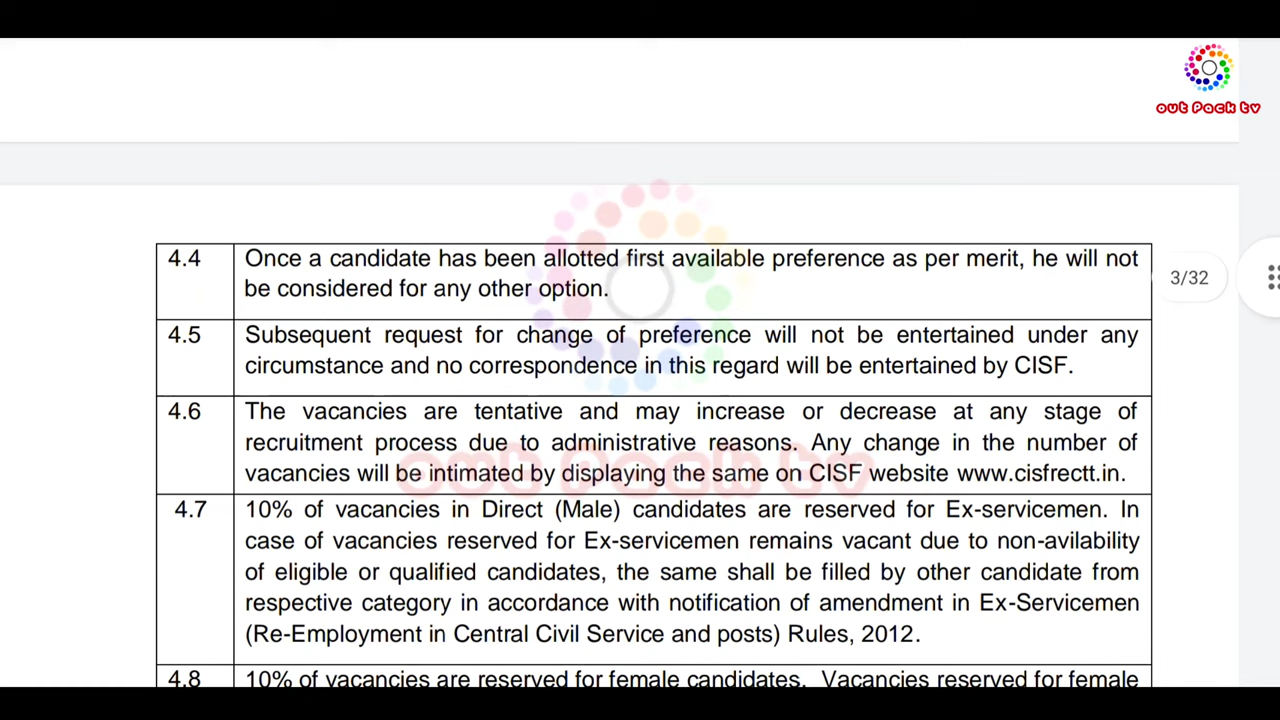 out Pack tv
4.4 Once a candidate has been allotted first available preference as per merit, he will not
be considered for any other option.
3/32
4.5 Subsequent request for change of preference will not be entertained under any
circumstance and no correspondence in this regard will be entertained by CISF.
4.6 The vacancies are tentative and may increase or decrease at any stage of
recruitment process due to administrative reasons. Any change in the number of
vacancies will be intimated by displaying the same on CISF website www.cisfrectt.in.
out Pack tv
4.7 10% of vacancies in Direct (Male) candidates are reserved for Ex-servicemen. In
case of vacancies reserved for Ex-servicemen remains vacant due to non-avilability
of eligible or qualified candidates, the same shall be filled by other candidate from
respective category in accordance with notification of amendment in Ex-Servicemen
(Re-Employment in Central Civil Service and posts) Rules, 2012.
4.8 10% of vacancies are reserved for female candidates. Vacancies reserved for female